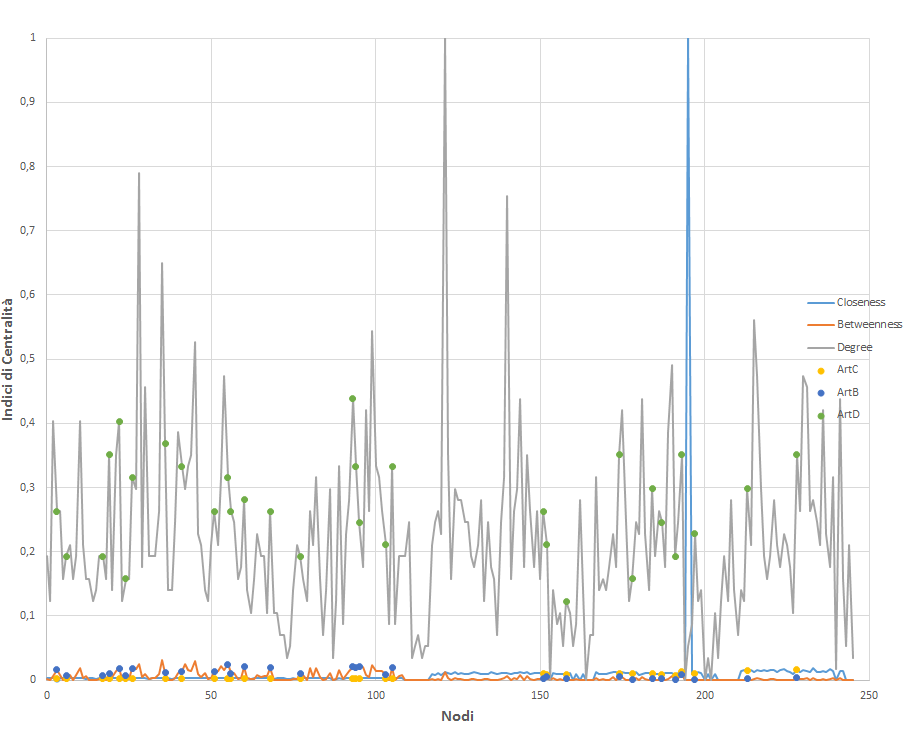 1
0,9
0,8
0,7
0,6
0,5
0,4
0,3
0,2
0,1
0
Indici di Centralità
0 50 100 150 200 250
Nodi
Closeness
Betweenness
Degree
ArtC
ArtB
ArtD